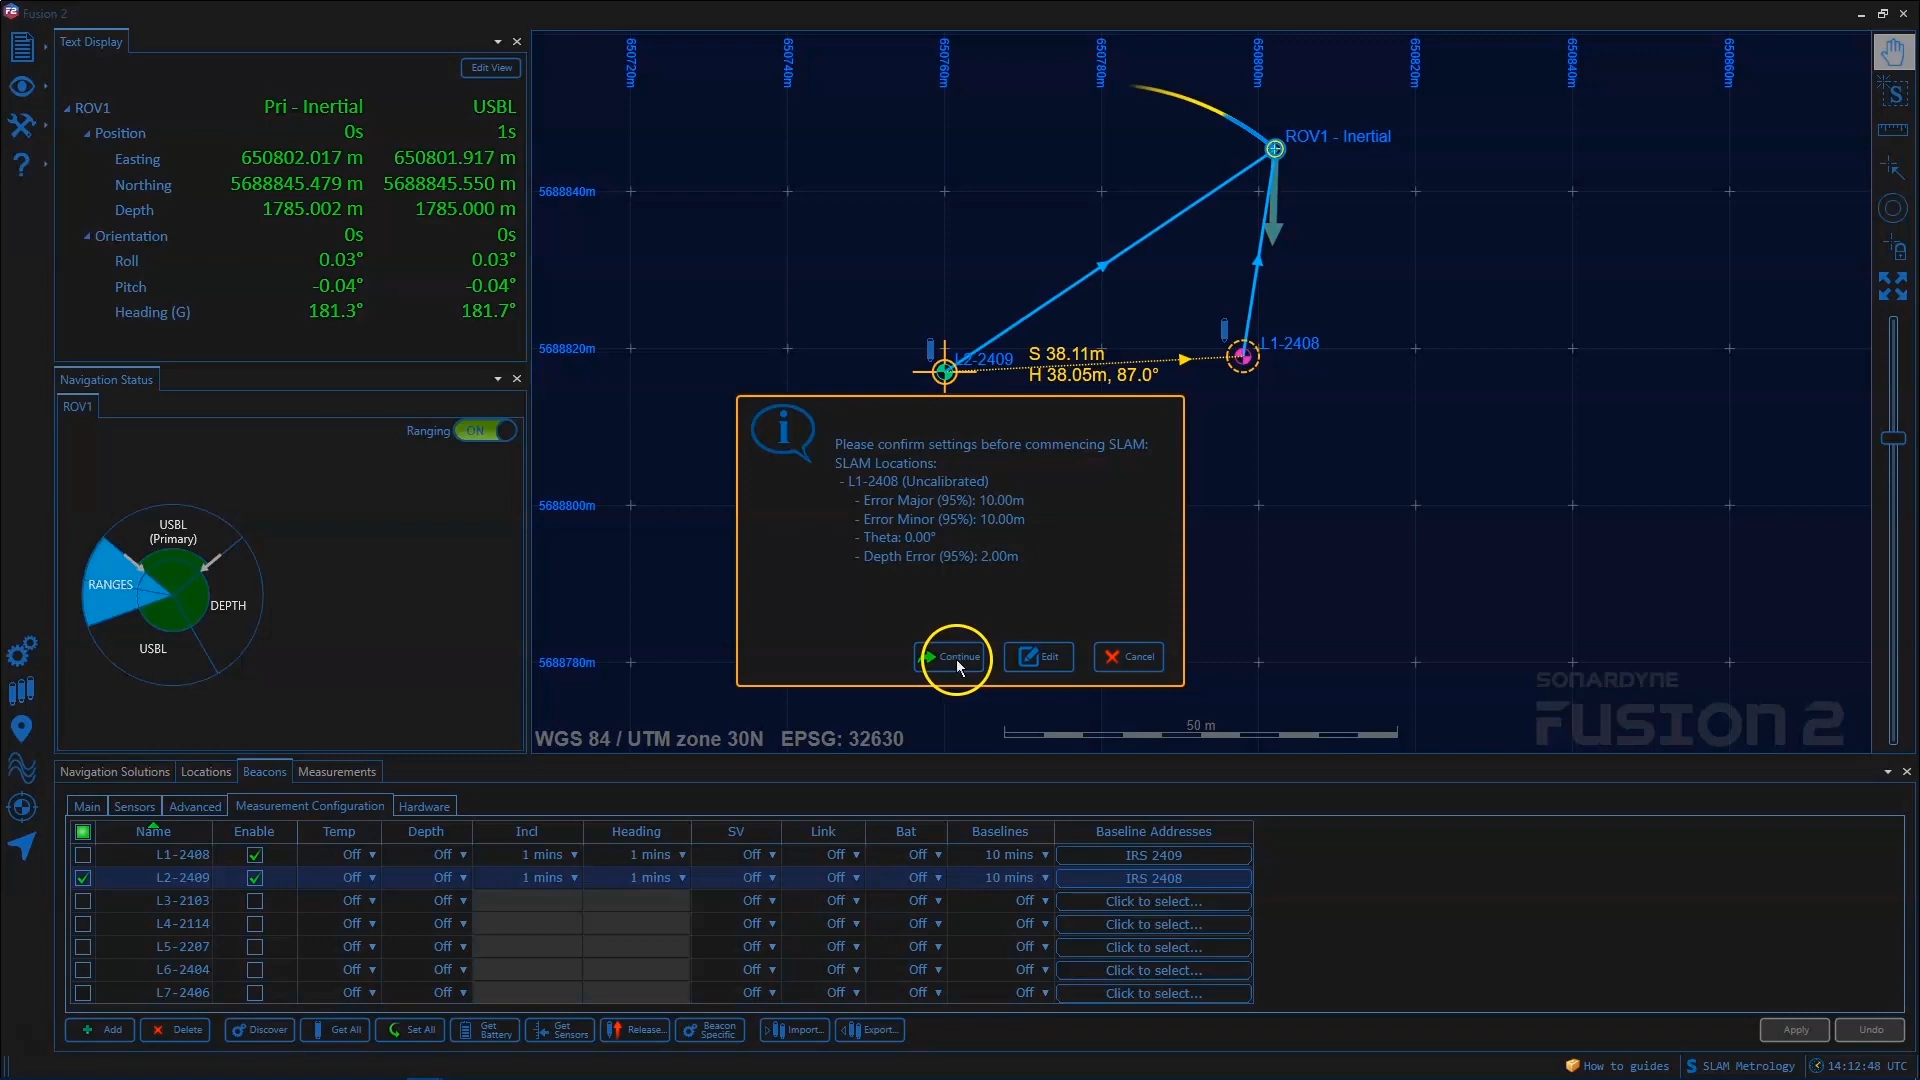 Fusion 2
Text Display
Edit View
ROV1 Pri - Inertial USBL
Position 0s 1s
Easting 650802.017 m 650801.917 m
Northing 5688845.479 m 5688845.550 m
Depth 1785.002 m 1785.000 m
Orientation 0s 0s
Roll 0.03° 0.03°
Pitch -0.04° -0.04°
Heading (G) 181.3° 181.7°
Navigation Status
ROV1
Ranging ON
USBL
(Primary)
RANGES
DEPTH
USBL
650720m 650740m 650760m 650780m 650800m 650820m 650840m 650860m
ROV1 - Inertial
5688840m
5688820m
L2-2409
S 38.11m
H 38.05m, 87.0°
L1-2408
5688800m
5688780m
Please confirm settings before commencing SLAM:
SLAM Locations:
- L1-2408 (Uncalibrated)
- Error Major (95%): 10.00m
- Error Minor (95%): 10.00m
- Theta: 0.00°
- Depth Error (95%): 2.00m
Continue Edit Cancel
SONARDYNE
FUSION 2
50 m
WGS 84 / UTM zone 30N EPSG: 32630
Navigation Solutions Locations Beacons Measurements
Main Sensors Advanced Measurement Configuration Hardware
Name Enable Temp Depth Incl Heading SV Link Bat Baselines Baseline Addresses
L1-2408 Off Off 1 mins 1 mins Off Off Off 10 mins IRS 2409
L2-2409 Off Off 1 mins 1 mins Off Off Off 10 mins IRS 2408
L3-2103 Off Off Off Off Off Off Click to select...
L4-2114 Off Off Off Off Off Off Click to select...
L5-2207 Off Off Off Off Off Off Click to select...
L6-2404 Off Off Off Off Off Off Click to select...
L7-2406 Off Off Off Off Off Off Click to select...
Add Delete Discover Get All Set All Get Battery Get Sensors Release... Beacon Specific Import... Export... Apply Undo
How to guides SLAM Metrology 14:12:48 UTC